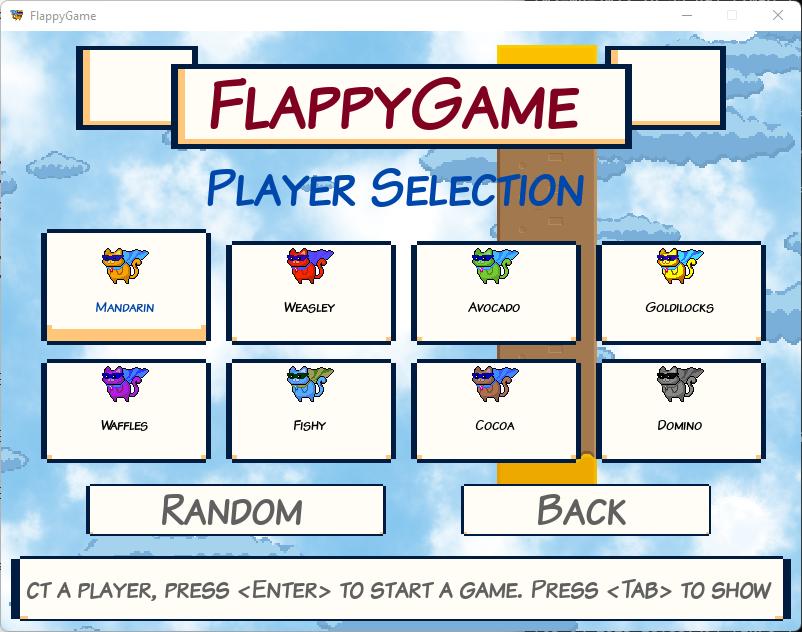 FlappyGame
FlappyGame
Player Selection
Mandarin Weasley Avocado Goldilocks
Waffles Fishy Cocoa Domino
Random Back
ct a player, press <Enter> to start a game. Press <Tab> to show